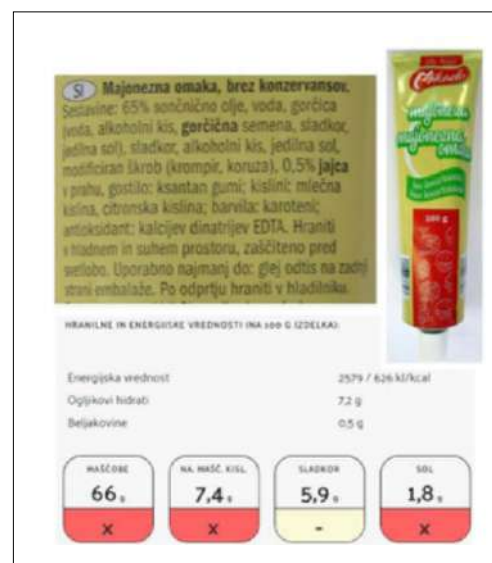 SI Majonezna omaka, brez konzervansov.
Sestavine: 65% sončnično olje, voda, gorčica
(voda, alkoholni kis, gorčična semena, sladkor,
jedilna sol), sladkor, alkoholni kis, jedilna sol,
modificiran škrob (krompir, koruza), 0,5% jajca
v prahu, gostilo: ksantan gumi; kislini: mlečna
kislina, citronska kislina; barvila: karoteni;
antioksidant: kalcijev dinatrijev EDTA. Hraniti
v hladnem in suhem prostoru, zaščiteno pred
svetlobo. Uporabno najmanj do: glej odtis na zadnji
strani embalaže. Po odprtju hraniti v hladilniku.
majoneza
majonezna
omaka
200 g
HRANILNE IN ENERGIJSKE VREDNOSTI (NA 100 G IZDELKA):
Energijska vrednost 2579 / 626 kJ/kcal
Ogljikovi hidrati 7,2 g
Beljakovine 0,5 g
MAŠČOBE NA. MAŠČ. KISL. SLADKOR SOL
66 g 7,4 g 5,9 g 1,8 g
X X - X